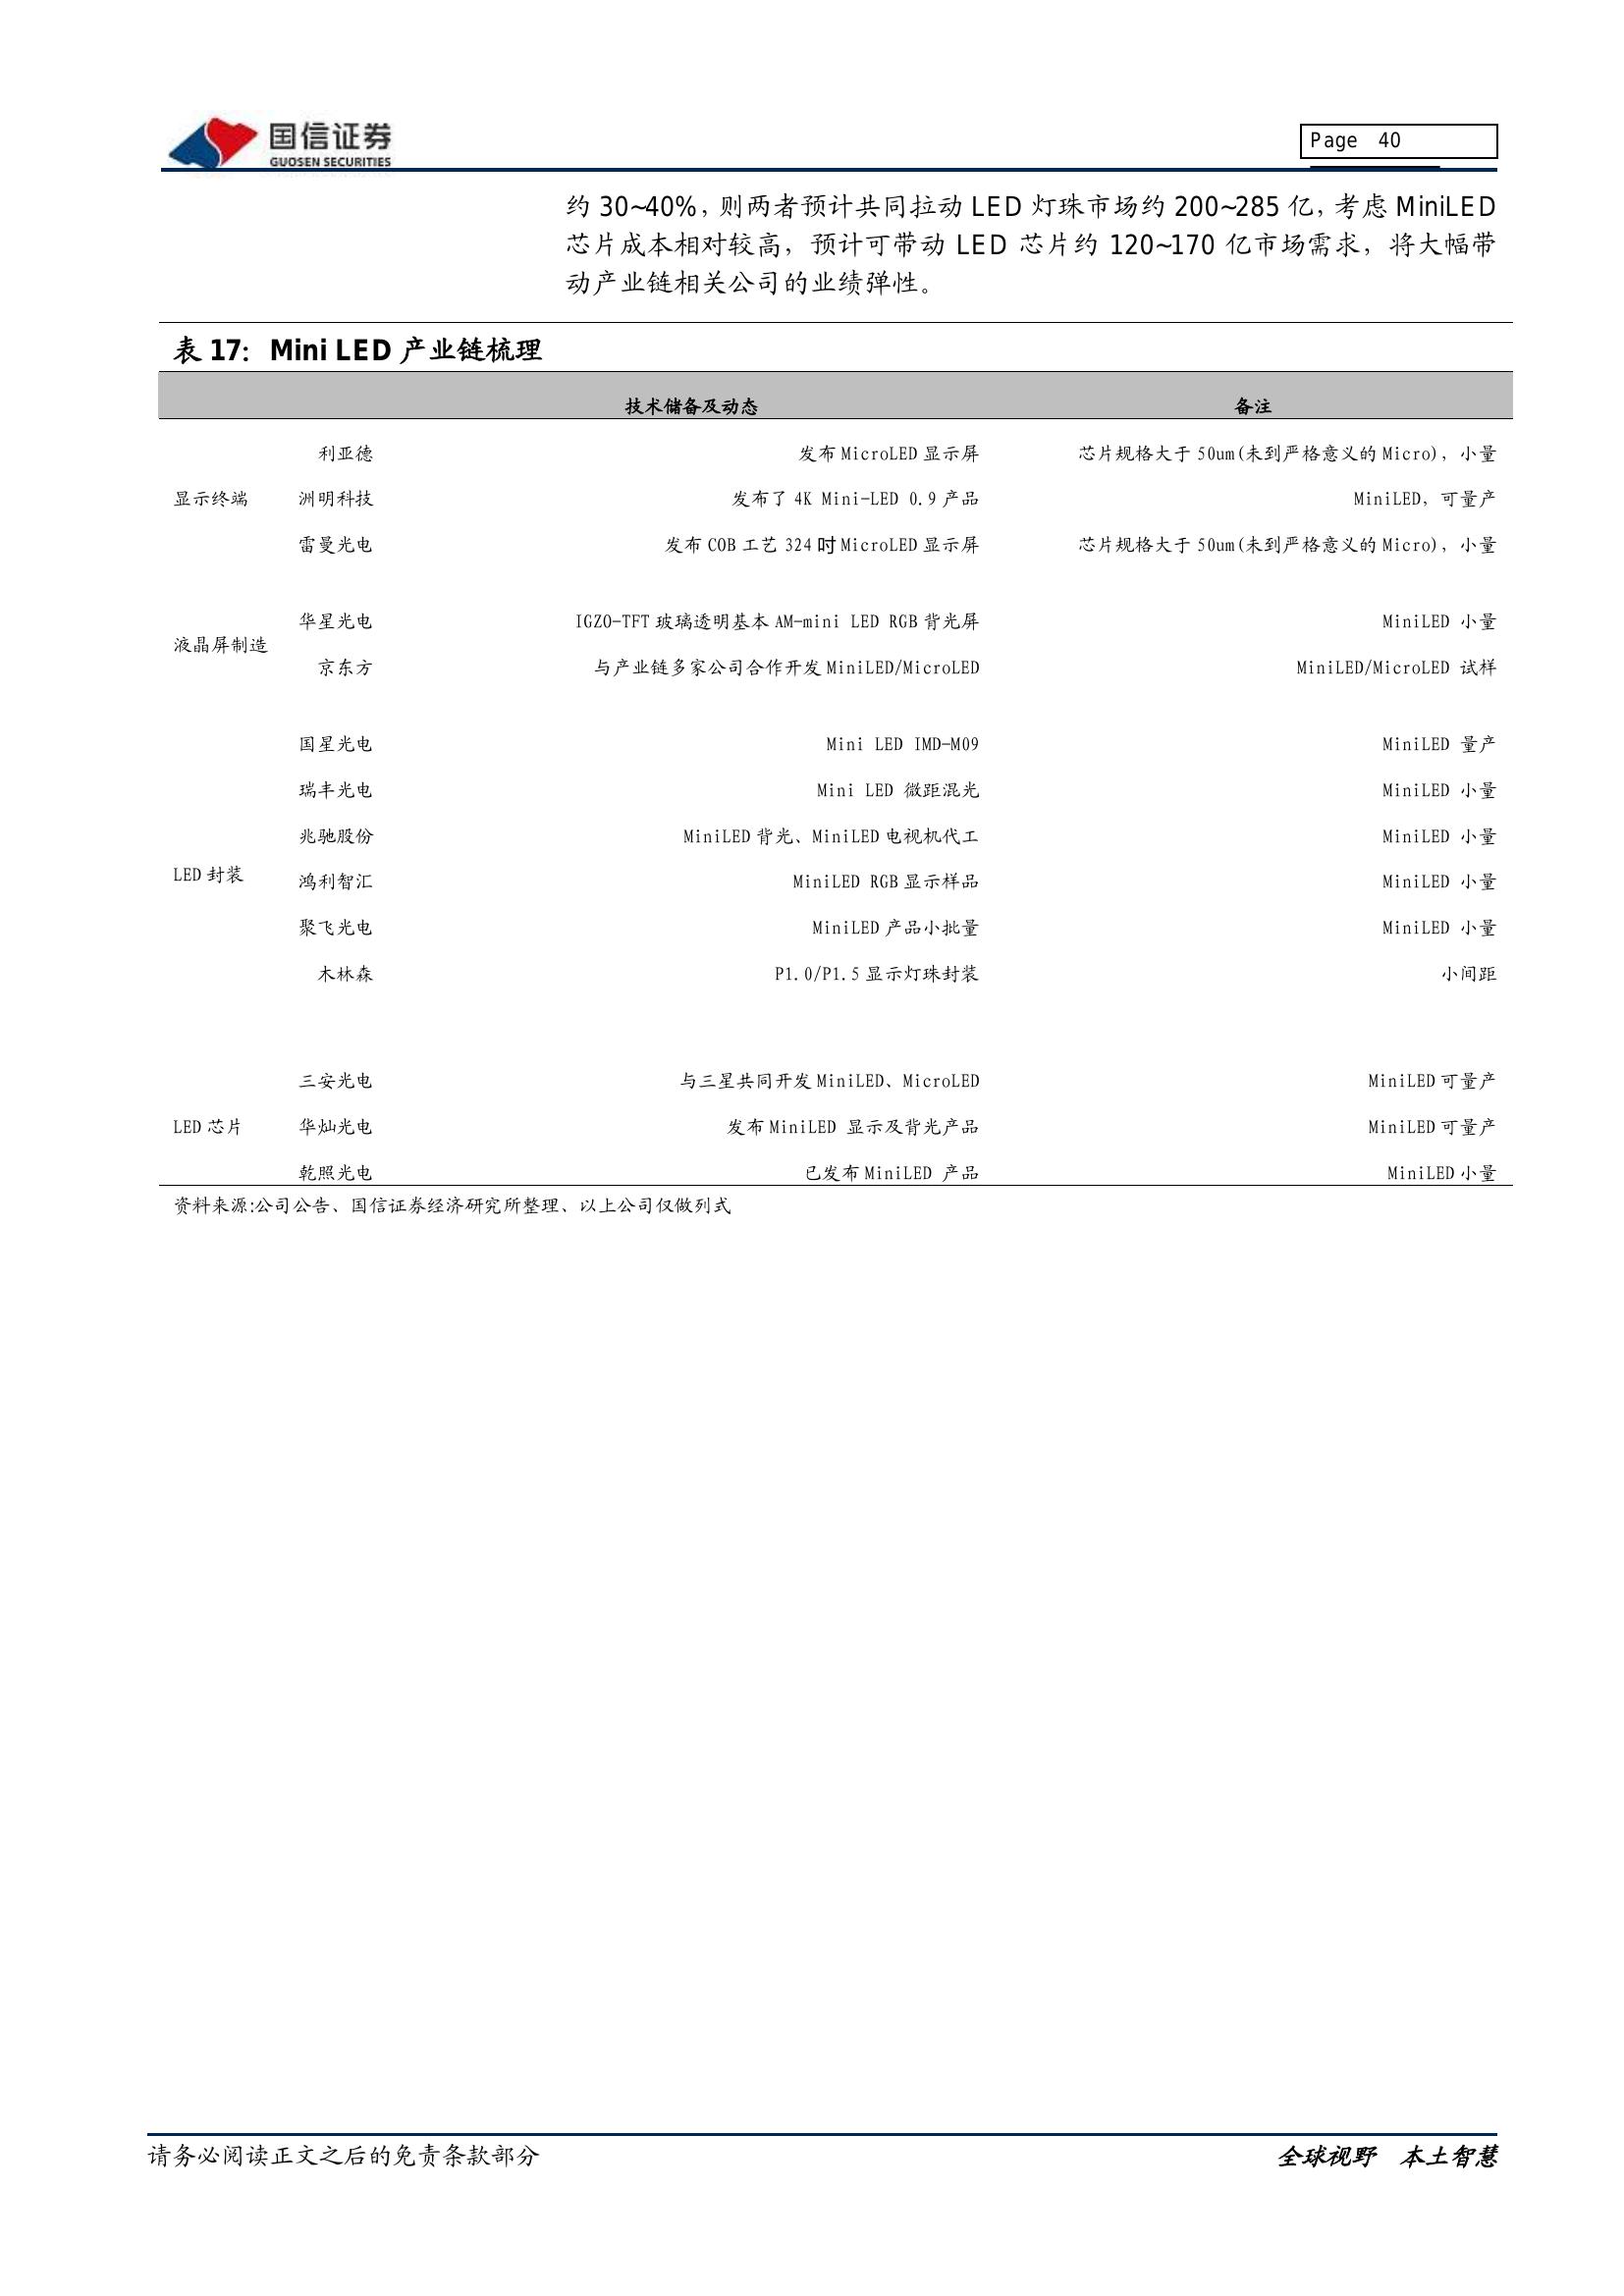 国信证券
GUOSEN SECURITIES
Page 40
约 30~40%，则两者预计共同拉动 LED 灯珠市场约 200~285 亿，考虑 MiniLED
芯片成本相对较高，预计可带动 LED 芯片约 120~170 亿市场需求，将大幅带
动产业链相关公司的业绩弹性。
表 17：Mini LED 产业链梳理
技术储备及动态 备注
利亚德 发布 MicroLED 显示屏 芯片规格大于 50um(未到严格意义的 Micro)，小量
显示终端 洲明科技 发布了 4K Mini-LED 0.9 产品 MiniLED，可量产
雷曼光电 发布 COB 工艺 324 吋 MicroLED 显示屏 芯片规格大于 50um(未到严格意义的 Micro)，小量
华星光电 IGZO-TFT 玻璃透明基本 AM-mini LED RGB 背光屏 MiniLED 小量
液晶屏制造
京东方 与产业链多家公司合作开发 MiniLED/MicroLED MiniLED/MicroLED 试样
国星光电 Mini LED IMD-M09 MiniLED 量产
瑞丰光电 Mini LED 微距混光 MiniLED 小量
兆驰股份 MiniLED 背光、MiniLED 电视机代工 MiniLED 小量
LED 封装
鸿利智汇 MiniLED RGB 显示样品 MiniLED 小量
聚飞光电 MiniLED 产品小批量 MiniLED 小量
木林森 P1.0/P1.5 显示灯珠封装 小间距
三安光电 与三星共同开发 MiniLED、MicroLED MiniLED 可量产
LED 芯片 华灿光电 发布 MiniLED 显示及背光产品 MiniLED 可量产
乾照光电 已发布 MiniLED 产品 MiniLED 小量
资料来源:公司公告、国信证券经济研究所整理、以上公司仅做列式
请务必阅读正文之后的免责条款部分 全球视野 本土智慧